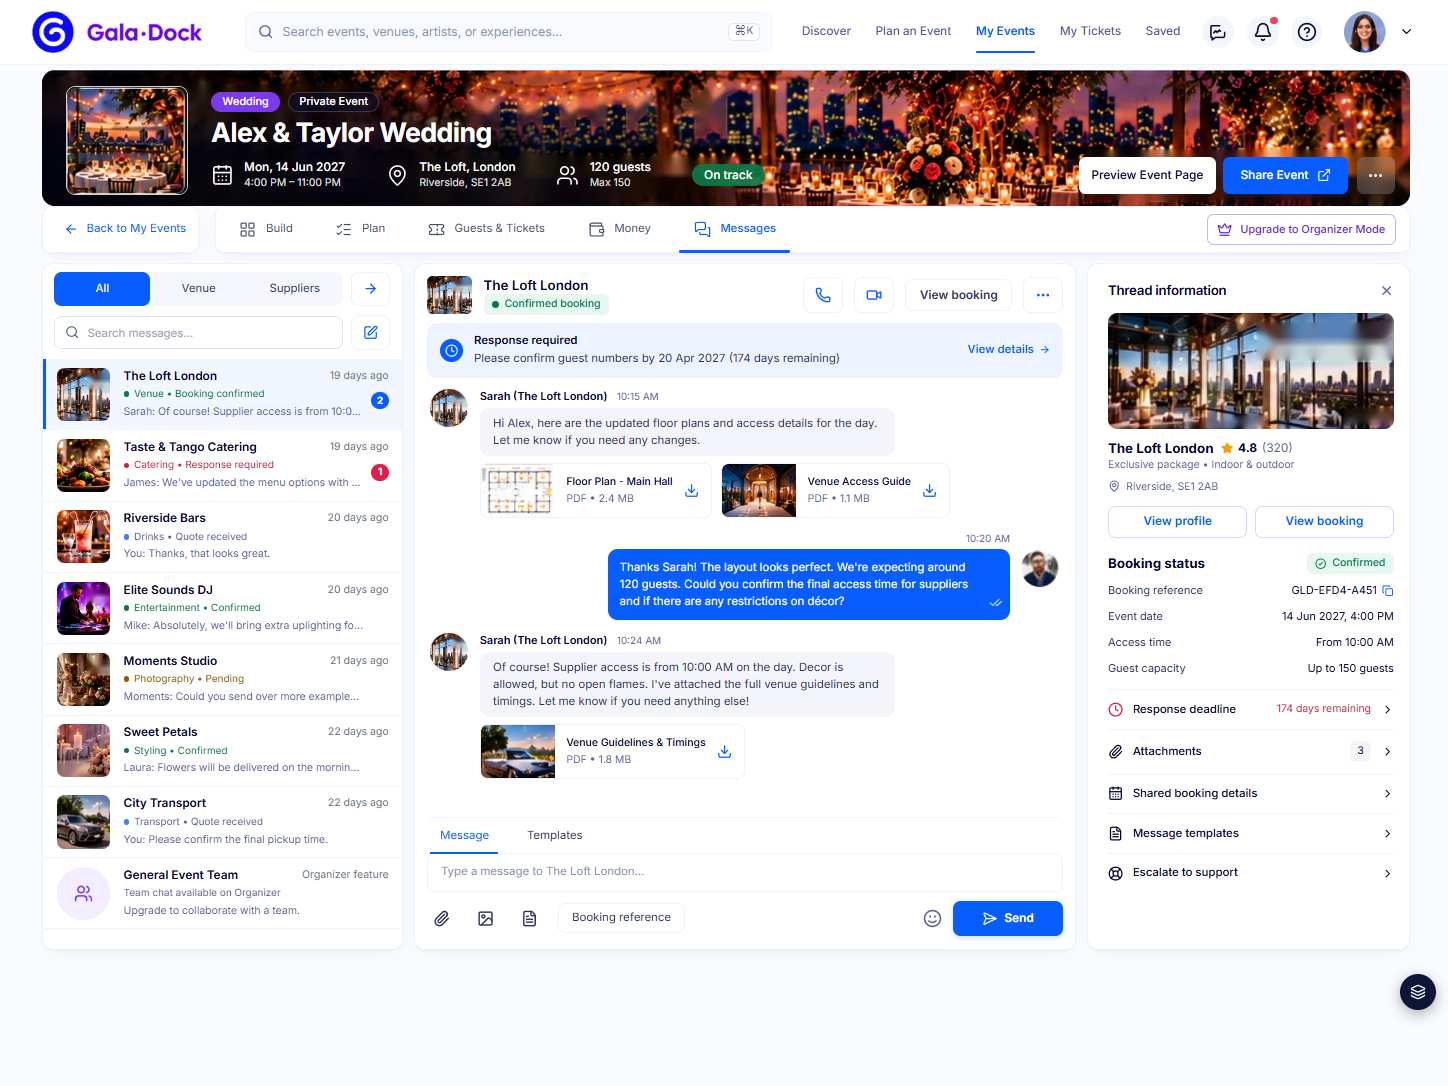 Gala·Dock
Search events, venues, artists, or experiences...
⌘K
Discover
Plan an Event
My Events
My Tickets
Saved
Wedding
Private Event
Alex & Taylor Wedding
Mon, 14 Jun 2027
4:00 PM – 11:00 PM
The Loft, London
Riverside, SE1 2AB
120 guests
Max 150
On track
Preview Event Page
Share Event
Back to My Events
Build
Plan
Guests & Tickets
Money
Messages
Upgrade to Organizer Mode
All
Venue
Suppliers
Search messages...
The Loft London
19 days ago
Venue • Booking confirmed
Sarah: Of course! Supplier access is from 10:0...
2
Taste & Tango Catering
19 days ago
Catering • Response required
James: We've updated the menu options with ...
1
Riverside Bars
20 days ago
Drinks • Quote received
You: Thanks, that looks great.
Elite Sounds DJ
20 days ago
Entertainment • Confirmed
Mike: Absolutely, we'll bring extra uplighting fo...
Moments Studio
21 days ago
Photography • Pending
Moments: Could you send over more example...
Sweet Petals
22 days ago
Styling • Confirmed
Laura: Flowers will be delivered on the mornin...
City Transport
22 days ago
Transport • Quote received
You: Please confirm the final pickup time.
General Event Team
Organizer feature
Team chat available on Organizer
Upgrade to collaborate with a team.
The Loft London
Confirmed booking
View booking
Response required
Please confirm guest numbers by 20 Apr 2027 (174 days remaining)
View details
Sarah (The Loft London)
10:15 AM
Hi Alex, here are the updated floor plans and access details for the day.
Let me know if you need any changes.
Floor Plan - Main Hall
PDF • 2.4 MB
Venue Access Guide
PDF • 1.1 MB
10:20 AM
Thanks Sarah! The layout looks perfect. We're expecting around
120 guests. Could you confirm the final access time for suppliers
and if there are any restrictions on décor?
Sarah (The Loft London)
10:24 AM
Of course! Supplier access is from 10:00 AM on the day. Decor is
allowed, but no open flames. I've attached the full venue guidelines and
timings. Let me know if you need anything else!
Venue Guidelines & Timings
PDF • 1.8 MB
Message
Templates
Type a message to The Loft London...
Booking reference
Send
Thread information
The Loft London
4.8
(320)
Exclusive package • Indoor & outdoor
Riverside, SE1 2AB
View profile
View booking
Booking status
Confirmed
Booking reference
GLD-EFD4-A451
Event date
14 Jun 2027, 4:00 PM
Access time
From 10:00 AM
Guest capacity
Up to 150 guests
Response deadline
174 days remaining
Attachments
3
Shared booking details
Message templates
Escalate to support